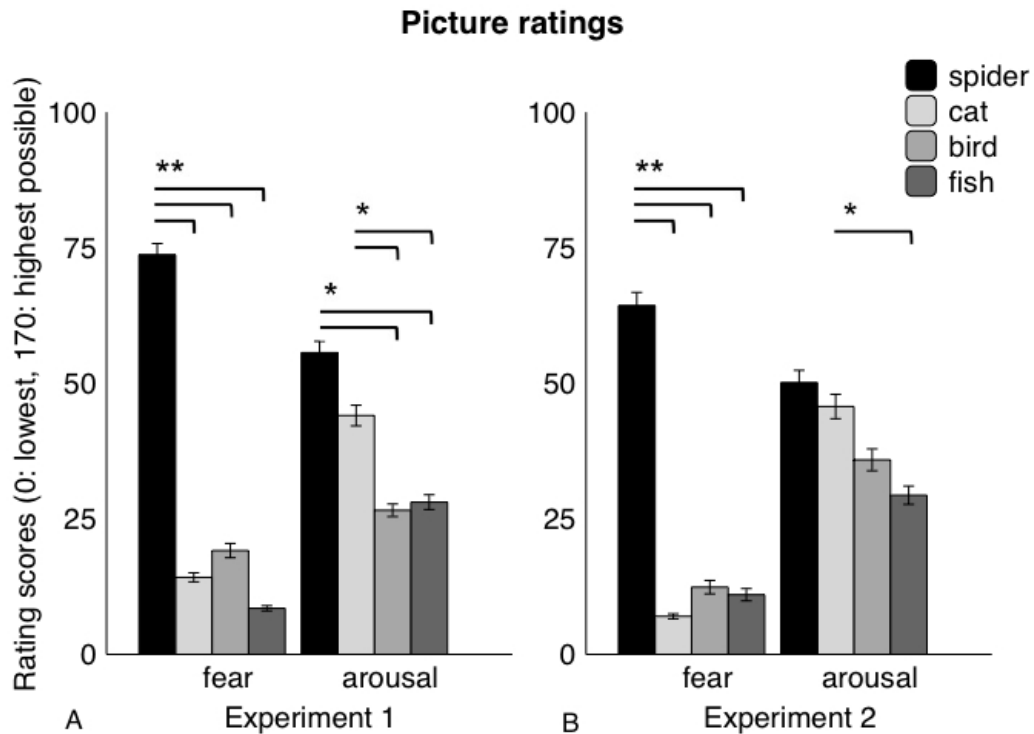 Picture ratings
spider
cat
bird
fish
Rating scores (0: lowest, 170: highest possible)
100
75
50
25
0
**
*
*
fear
arousal
A
Experiment 1
100
75
50
25
0
**
*
fear
arousal
B
Experiment 2